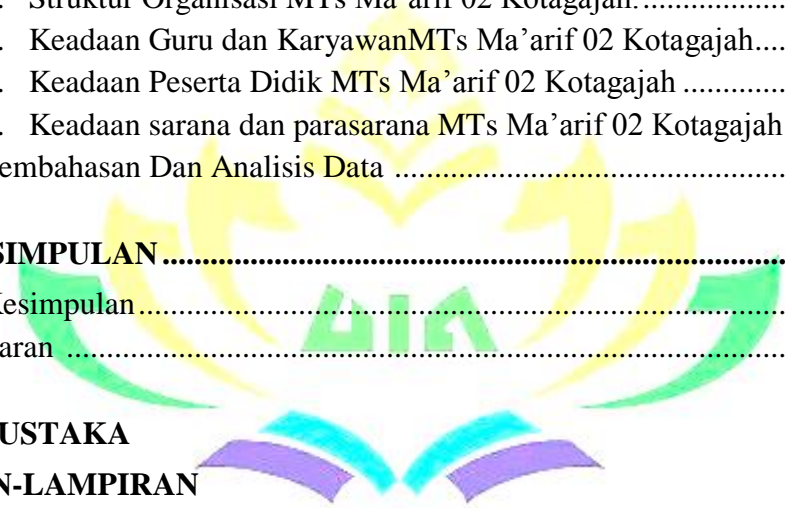 . Struktur Organisasi MTs Ma'arif 02 Kotagajah.................
. Keadaan Guru dan KaryawanMTs Ma'arif 02 Kotagajah....
. Keadaan Peserta Didik MTs Ma'arif 02 Kotagajah .............
. Keadaan sarana dan parasarana MTs Ma'arif 02 Kotagajah
embahasan Dan Analisis Data .................................................
SIMPULAN................................................................................
Kesimpulan.................................................................................
aran ..........................................................................................
USTAKA
N-LAMPIRAN